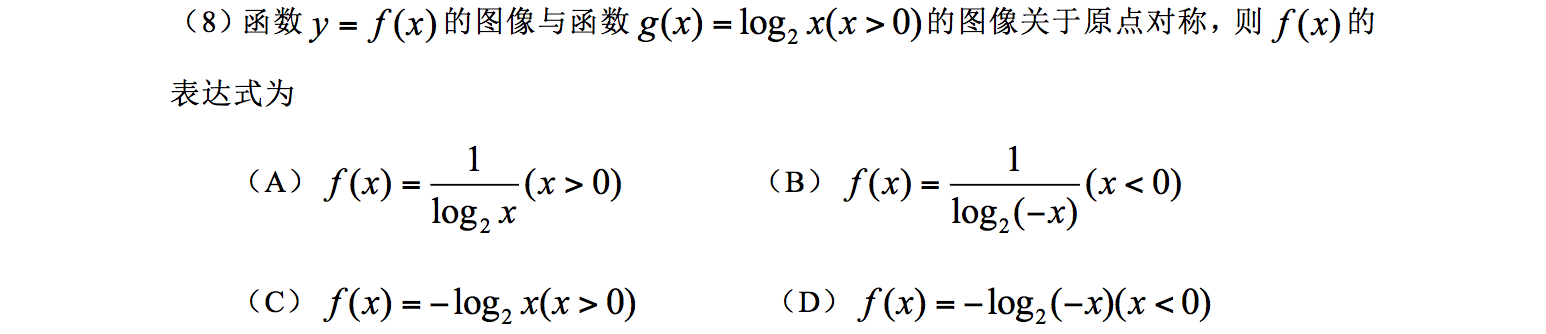 （8）函数 y = f(x) 的图像与函数 g(x) = log₂ x(x > 0) 的图像关于原点对称，则 f(x) 的
表达式为
（A） f(x) = 1/(log₂ x) (x > 0) （B） f(x) = 1/(log₂(−x)) (x < 0)
（C） f(x) = −log₂ x(x > 0) （D） f(x) = −log₂(−x)(x < 0)